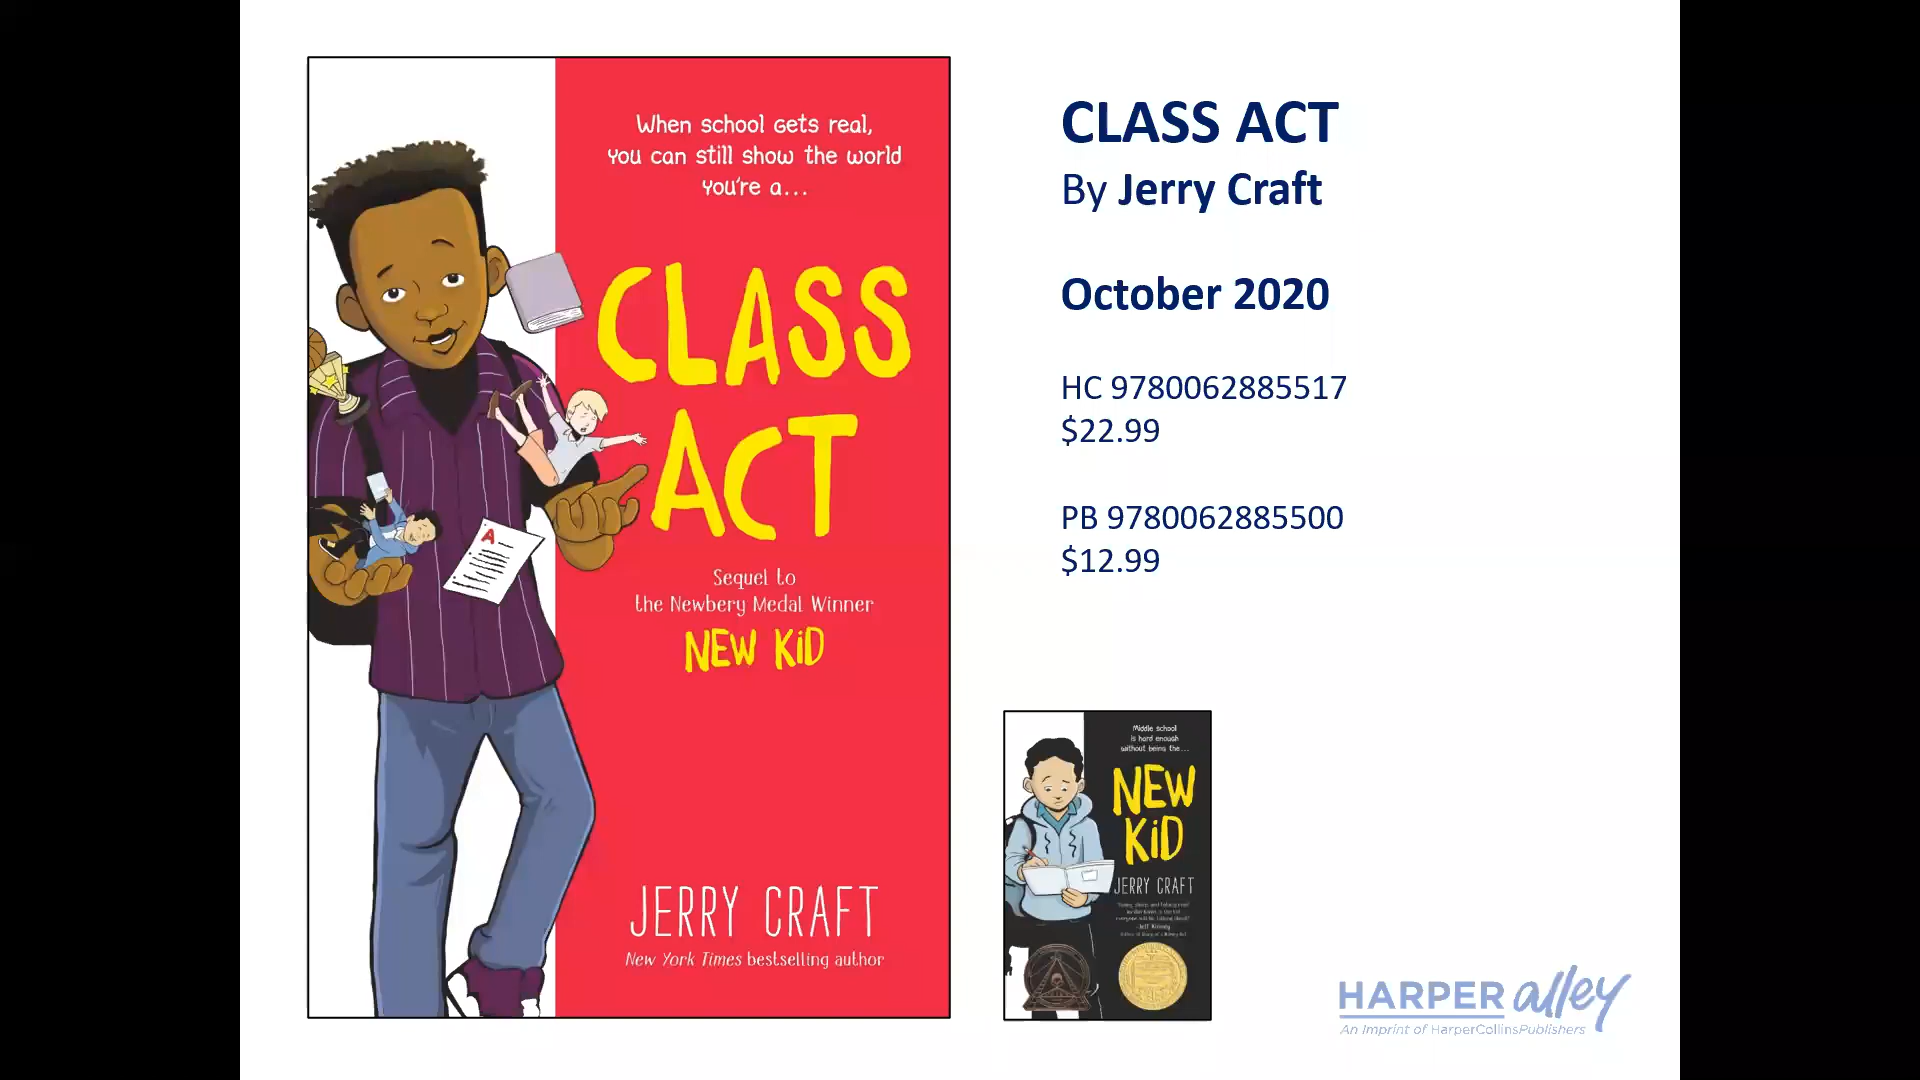 When school gets real,
you can still show the world
you're a...
CLASS
ACT
Sequel to
the Newbery Medal Winner
NEW KiD
JERRY CRAFT
New York Times bestselling author
A
CLASS ACT
By Jerry Craft
October 2020
HC 9780062885517
$22.99
PB 9780062885500
$12.99
Middle school
is hard enough
without being the...
NEW
KiD
JERRY CRAFT
-Jeff Kinney
HARPER alley
An Imprint of HarperCollinsPublishers